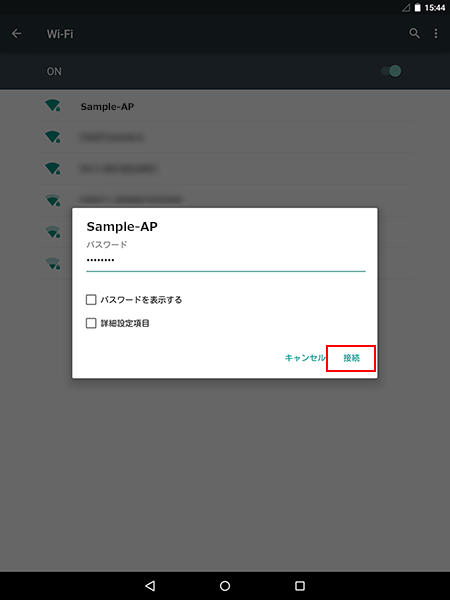 15:44
Wi-Fi
ON
Sample-AP
Sample-AP
パスワード
••••••••
パスワードを表示する
詳細設定項目
キャンセル 接続